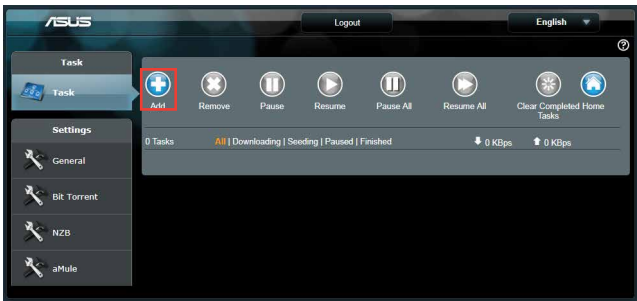 ASUS
Logout
English
?
Task
Task
Settings
General
Bit Torrent
NZB
aMule
Add
Remove
Pause
Resume
Pause All
Resume All
Clear Completed Tasks
Home
0 Tasks
All | Downloading | Seeding | Paused | Finished
0 KBps
0 KBps